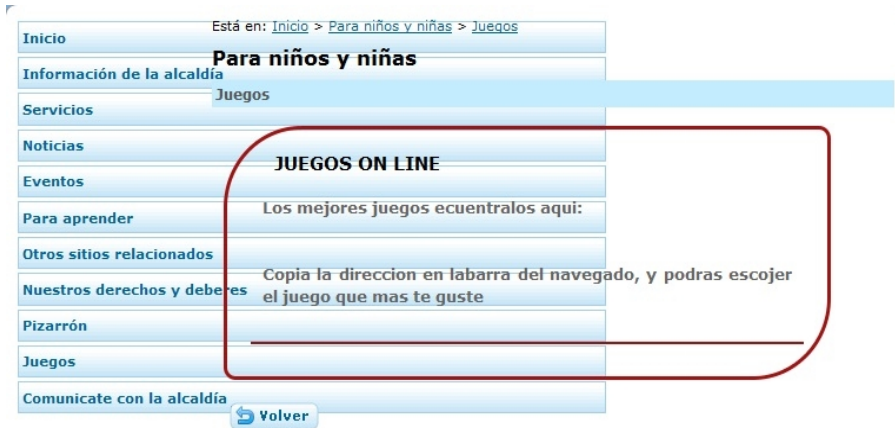 Está en: Inicio > Para niños y niñas > Juegos
Inicio
Para niños y niñas
Información de la alcaldía
Juegos
Servicios
Noticias
JUEGOS ON LINE
Eventos
Los mejores juegos ecuentralos aqui:
Para aprender
Otros sitios relacionados
Copia la direccion en labarra del navegado, y podras escojer
Nuestros derechos y deberes
el juego que mas te guste
Pizarrón
Juegos
Comunicate con la alcaldía
Volver